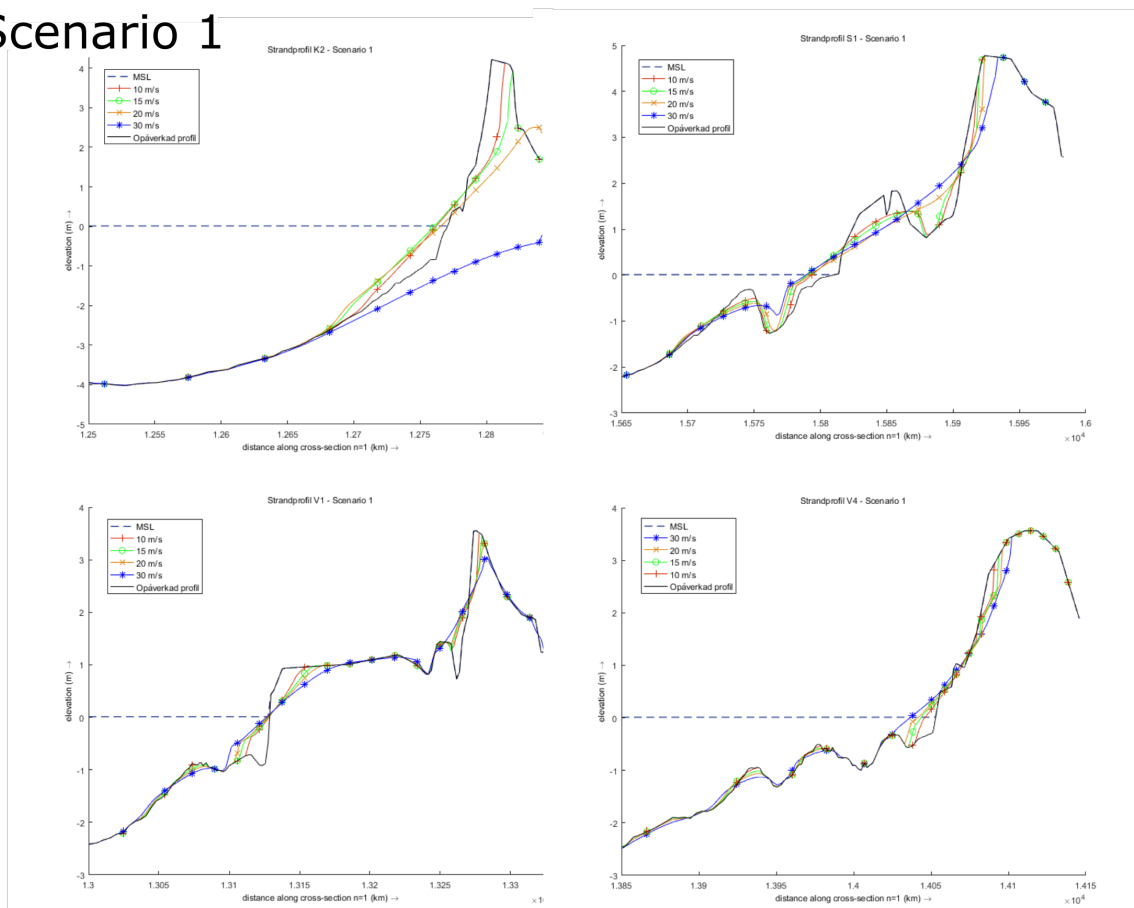 Scenario 1
Strandprofil K2 - Scenario 1
MSL
10 m/s
15 m/s
20 m/s
30 m/s
Opåverkad profil
4
3
2
1
0
-1
-2
-3
-4
-5
elevation (m) →
1.25
1.255
1.26
1.265
1.27
1.275
1.28
distance along cross-section n=1 (km) →
Strandprofil S1 - Scenario 1
MSL
10 m/s
15 m/s
20 m/s
30 m/s
Opåverkad profil
5
4
3
2
1
0
-1
-2
-3
elevation (m) →
1.565
1.57
1.575
1.58
1.585
1.59
1.595
1.6
×10⁴
distance along cross-section n=1 (km) →
Strandprofil V1 - Scenario 1
MSL
10 m/s
15 m/s
20 m/s
30 m/s
Opåverkad profil
4
3
2
1
0
-1
-2
-3
elevation (m) →
1.3
1.305
1.31
1.315
1.32
1.325
1.33
distance along cross-section n=1 (km) →
Strandprofil V4 - Scenario 1
MSL
30 m/s
20 m/s
15 m/s
10 m/s
Opåverkad profil
4
3
2
1
0
-1
-2
-3
elevation (m) →
1.385
1.39
1.395
1.4
1.405
1.41
1.415
×10⁴
distance along cross-section n=1 (km) →